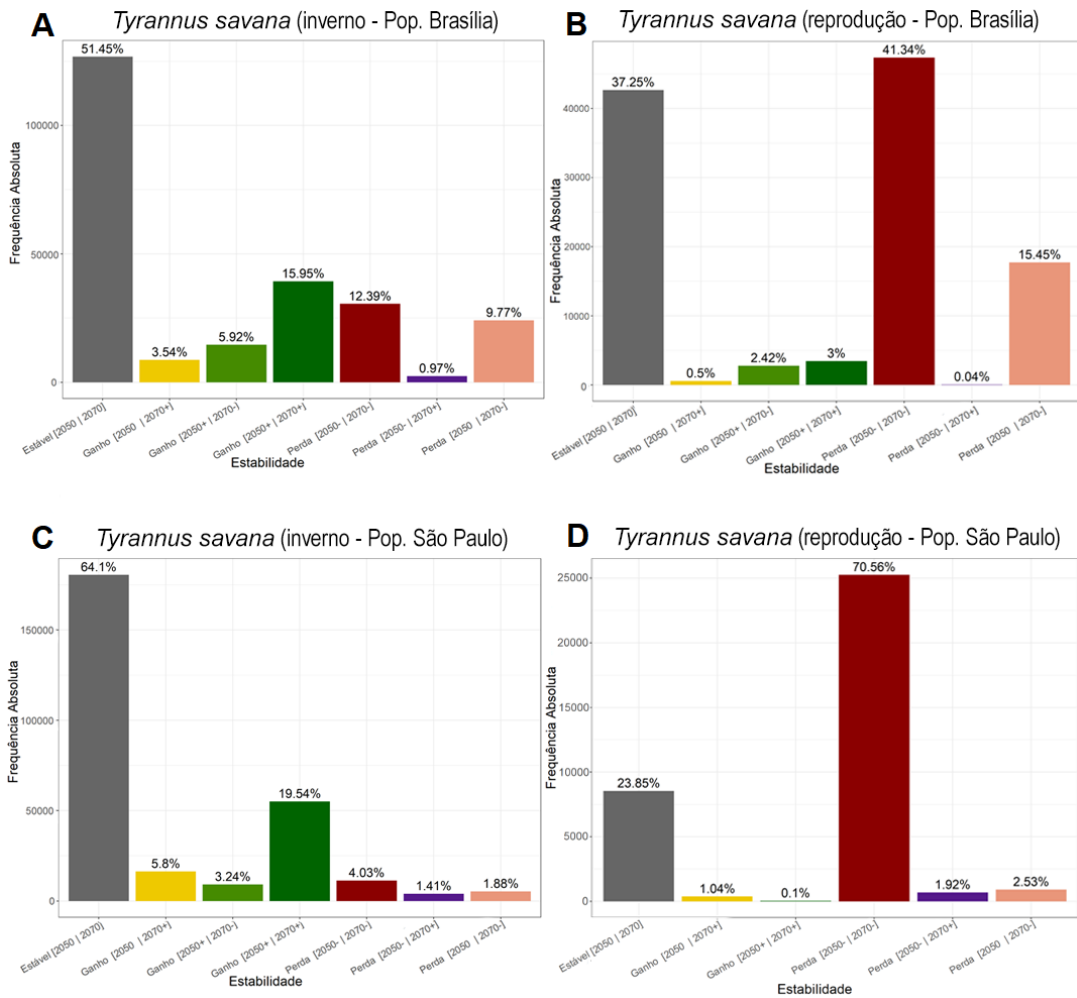 A Tyrannus savana (inverno - Pop. Brasília)
51.45%
3.54%
5.92%
15.95%
12.39%
0.97%
9.77%
100000
50000
0
Frequência Absoluta
Estável [2050 | 2070]
Ganho [2050 | 2070+]
Ganho [2050+ | 2070-]
Ganho [2050+ | 2070+]
Perda [2050- | 2070-]
Perda [2050- | 2070+]
Perda [2050 | 2070-]
Estabilidade
B Tyrannus savana (reprodução - Pop. Brasília)
37.25%
0.5%
2.42%
3%
41.34%
0.04%
15.45%
40000
30000
20000
10000
0
Frequência Absoluta
Estável [2050 | 2070]
Ganho [2050 | 2070+]
Ganho [2050+ | 2070-]
Ganho [2050+ | 2070+]
Perda [2050- | 2070-]
Perda [2050- | 2070+]
Perda [2050 | 2070-]
Estabilidade
C Tyrannus savana (inverno - Pop. São Paulo)
64.1%
5.8%
3.24%
19.54%
4.03%
1.41%
1.88%
150000
100000
50000
0
Frequência Absoluta
Estável [2050 | 2070]
Ganho [2050 | 2070+]
Ganho [2050+ | 2070-]
Ganho [2050+ | 2070+]
Perda [2050- | 2070-]
Perda [2050- | 2070+]
Perda [2050 | 2070-]
Estabilidade
D Tyrannus savana (reprodução - Pop. São Paulo)
23.85%
1.04%
0.1%
70.56%
1.92%
2.53%
25000
20000
15000
10000
5000
0
Frequência Absoluta
Estável [2050 | 2070]
Ganho [2050 | 2070+]
Ganho [2050+ | 2070+]
Perda [2050- | 2070-]
Perda [2050- | 2070+]
Perda [2050 | 2070-]
Estabilidade